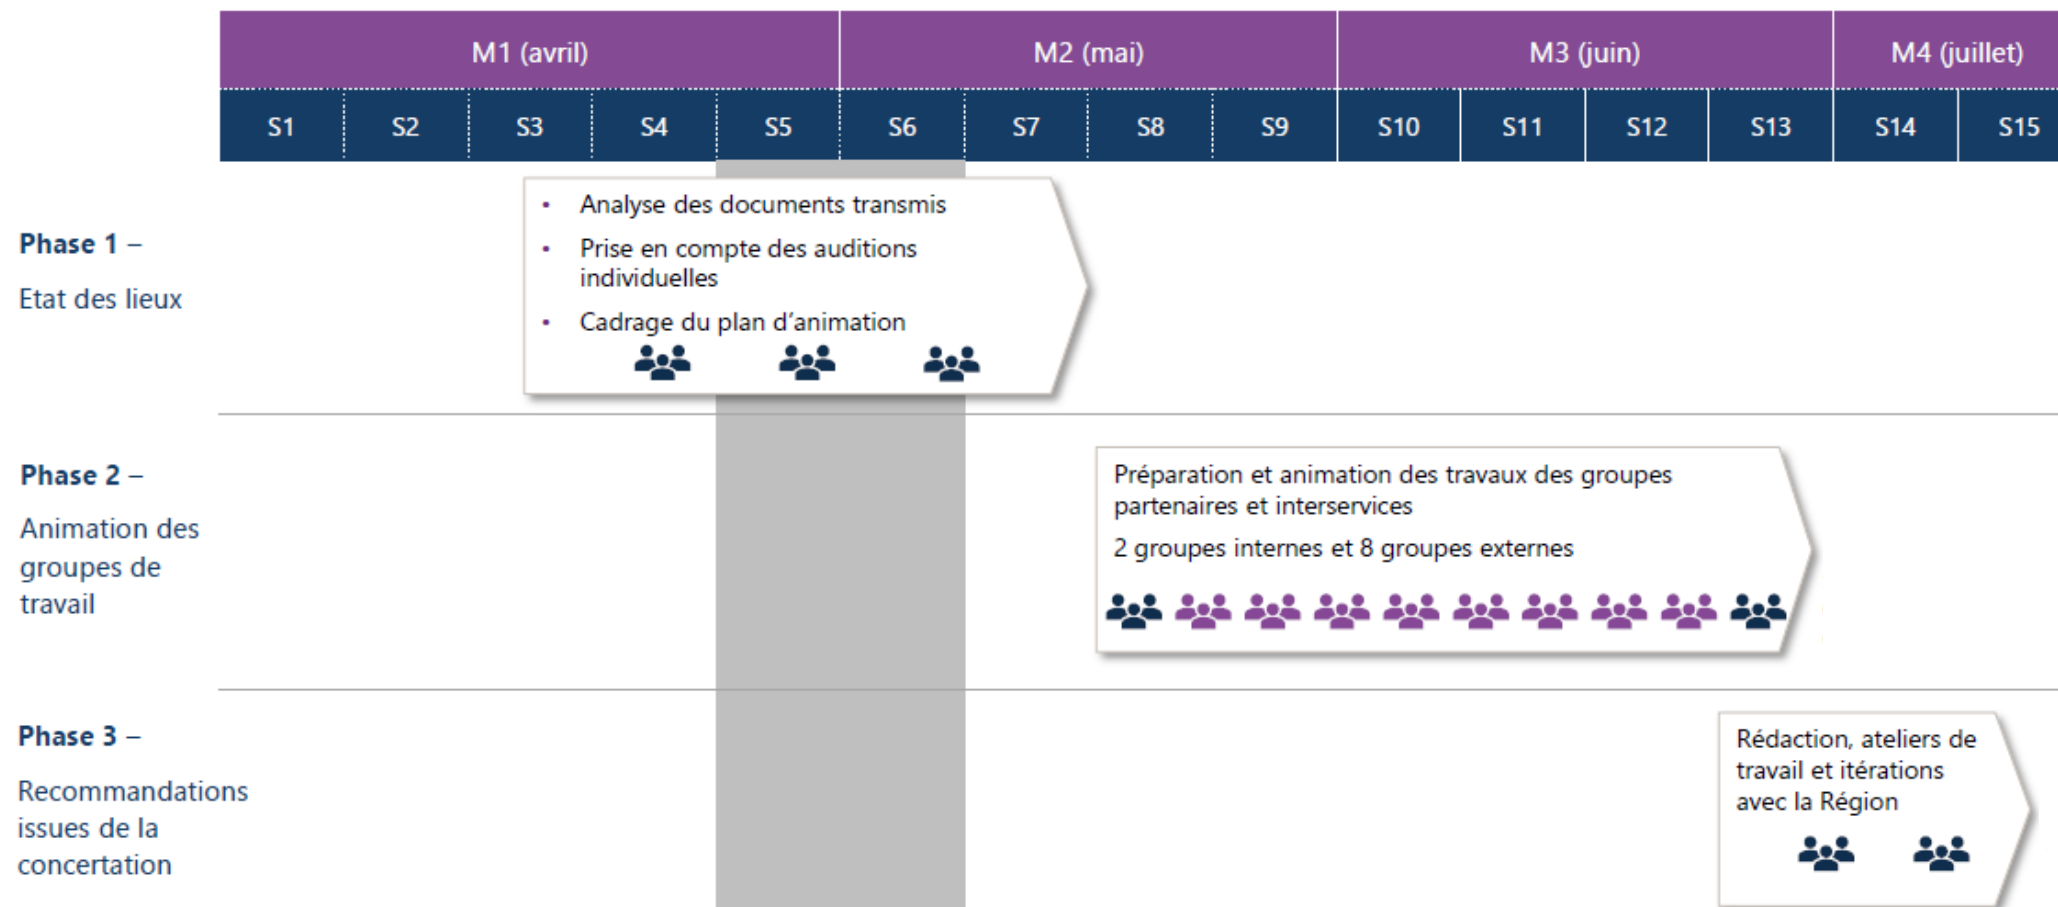 M1 (avril) M2 (mai) M3 (juin) M4 (juillet)
S1 S2 S3 S4 S5 S6 S7 S8 S9 S10 S11 S12 S13 S14 S15
Phase 1 –
Etat des lieux
• Analyse des documents transmis
• Prise en compte des auditions
individuelles
• Cadrage du plan d’animation
Phase 2 –
Animation des
groupes de
travail
Préparation et animation des travaux des groupes
partenaires et interservices
2 groupes internes et 8 groupes externes
Phase 3 –
Recommandations
issues de la
concertation
Rédaction, ateliers de
travail et itérations
avec la Région